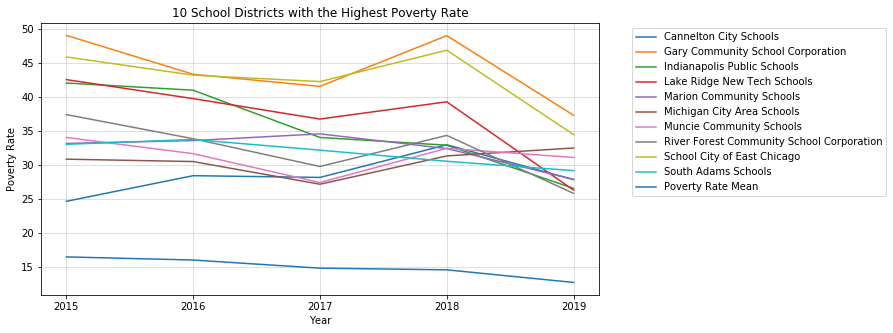 10 School Districts with the Highest Poverty Rate
50
45
40
35
30
25
20
15
Poverty Rate
2015
2016
2017
2018
2019
Year
Cannelton City Schools
Gary Community School Corporation
Indianapolis Public Schools
Lake Ridge New Tech Schools
Marion Community Schools
Michigan City Area Schools
Muncie Community Schools
River Forest Community School Corporation
School City of East Chicago
South Adams Schools
Poverty Rate Mean